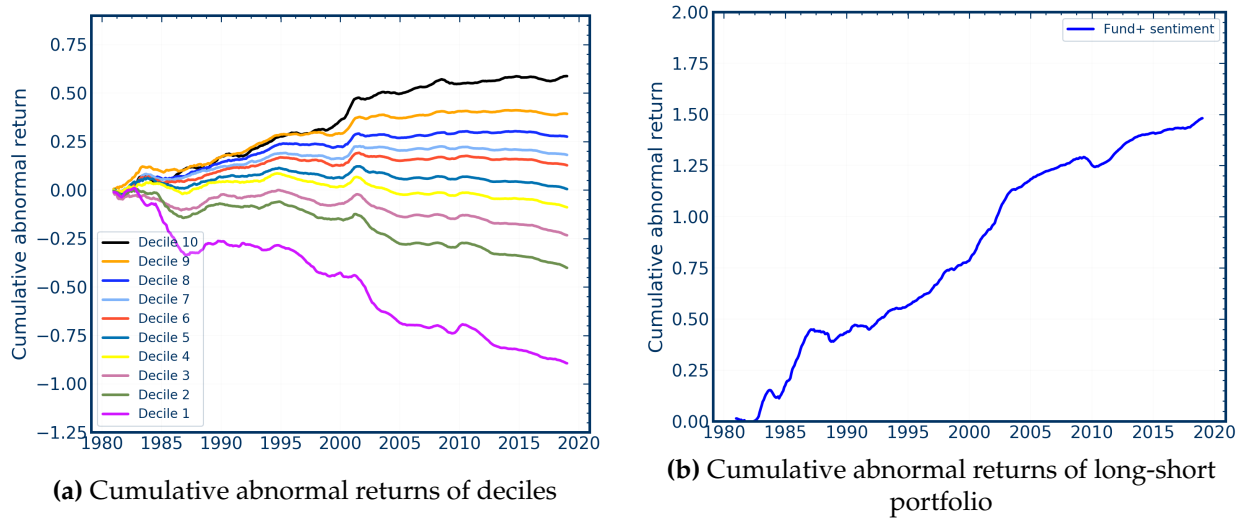 0.75
0.50
0.25
0.00
−0.25
−0.50
−0.75
−1.00
−1.25
Cumulative abnormal return
Decile 10
Decile 9
Decile 8
Decile 7
Decile 6
Decile 5
Decile 4
Decile 3
Decile 2
Decile 1
1980 1985 1990 1995 2000 2005 2010 2015 2020
(a) Cumulative abnormal returns of deciles
2.00
1.75
1.50
1.25
1.00
0.75
0.50
0.25
0.00
Cumulative abnormal return
Fund+ sentiment
1980 1985 1990 1995 2000 2005 2010 2015 2020
(b) Cumulative abnormal returns of long-short
portfolio